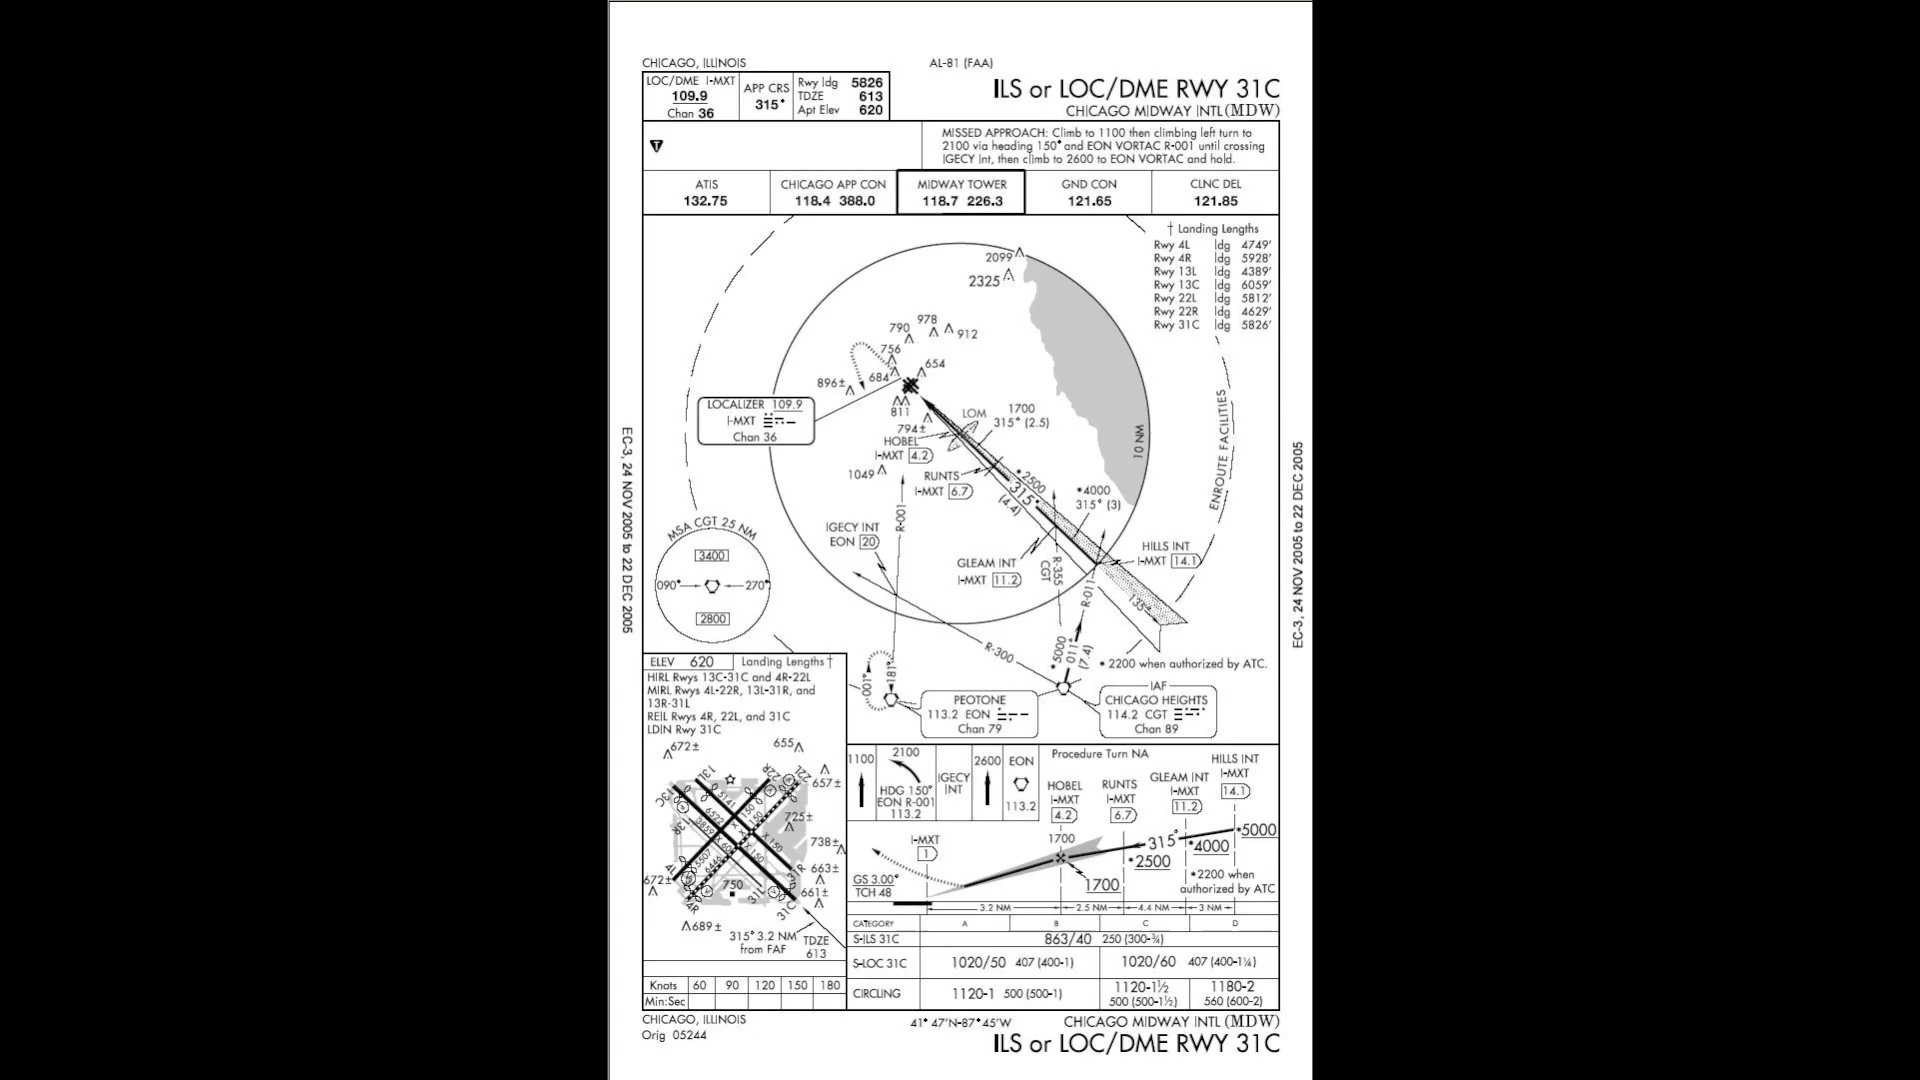 CHICAGO, ILLINOIS
AL-81 (FAA)
LOC/DME I-MXT
109.9
Chan 36
APP CRS
315°
Rwy ldg 5826
TDZE 613
Apt Elev 620
ILS or LOC/DME RWY 31C
CHICAGO MIDWAY INTL (MDW)
T
MISSED APPROACH: Climb to 1100 then climbing left turn to
2100 via heading 150° and EON VORTAC R-001 until crossing
IGECY Int, then climb to 2600 to EON VORTAC and hold.
ATIS
132.75
CHICAGO APP CON
118.4 388.0
MIDWAY TOWER
118.7 226.3
GND CON
121.65
CLNC DEL
121.85
† Landing Lengths
Rwy 4L ldg 4749'
Rwy 4R ldg 5928'
Rwy 13L ldg 4389'
Rwy 13C ldg 6059'
Rwy 22L ldg 5812'
Rwy 22R ldg 4629'
Rwy 31C ldg 5826'
2099
2325
978
790
912
756
654
684
896±
811
794±
1049
LOCALIZER 109.9
I-MXT
Chan 36
LOM
1700
315° (2.5)
HOBEL
I-MXT 4.2
RUNTS
I-MXT 6.7
*2500
315°
(4.4)
*4000
315° (3)
10 NM
ENROUTE FACILITIES
R-001
IGECY INT
EON 20
GLEAM INT
I-MXT 11.2
R-355
CGT
HILLS INT
I-MXT 14.1
R-011
135°
MSA CGT 25 NM
3400
090°
270°
2800
R-300
*5000
011°
(7.4)
* 2200 when authorized by ATC.
181°
001°
PEOTONE
113.2 EON
Chan 79
IAF
CHICAGO HEIGHTS
114.2 CGT
Chan 89
EC-3, 24 NOV 2005 to 22 DEC 2005
EC-3, 24 NOV 2005 to 22 DEC 2005
ELEV 620
Landing Lengths †
HIRL Rwys 13C-31C and 4R-22L
MIRL Rwys 4L-22R, 13L-31R, and
13R-31L
REIL Rwys 4R, 22L, and 31C
LDIN Rwy 31C
672±
655
657±
725±
738±
663±
661±
672±
689±
750
13L
13C
13R
22R
22L
4L
4R
31L
31C
5141
6522
3859
5507
6446
X 150
X 150
315° 3.2 NM
from FAF
TDZE
613
Knots 60 90 120 150 180
Min:Sec
1100
2100
HDG 150°
EON R-001
113.2
IGECY
INT
2600
EON
113.2
Procedure Turn NA
HOBEL
I-MXT
4.2
RUNTS
I-MXT
6.7
GLEAM INT
I-MXT
11.2
HILLS INT
I-MXT
14.1
I-MXT
1
1700
315°
*5000
*4000
*2500
1700
*2200 when
authorized by ATC
GS 3.00°
TCH 48
3.2 NM
2.5 NM
4.4 NM
3 NM
CATEGORY A B C D
S-ILS 31C 863/40 250 (300-¾)
S-LOC 31C 1020/50 407 (400-1) 1020/60 407 (400-1¼)
CIRCLING 1120-1 500 (500-1) 1120-1½ 500 (500-1½) 1180-2 560 (600-2)
CHICAGO, ILLINOIS
Orig 05244
41° 47'N-87° 45'W
CHICAGO MIDWAY INTL (MDW)
ILS or LOC/DME RWY 31C